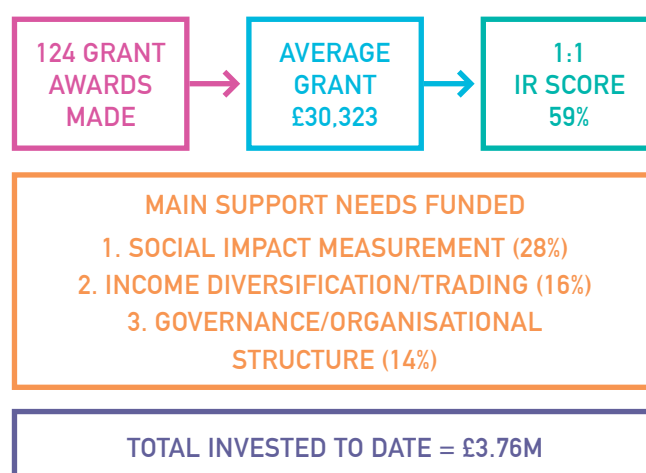 124 GRANT
AWARDS
MADE
AVERAGE
GRANT
£30,323
1:1
IR SCORE
59%
MAIN SUPPORT NEEDS FUNDED
1. SOCIAL IMPACT MEASUREMENT (28%)
2. INCOME DIVERSIFICATION/TRADING (16%)
3. GOVERNANCE/ORGANISATIONAL
STRUCTURE (14%)
TOTAL INVESTED TO DATE = £3.76M